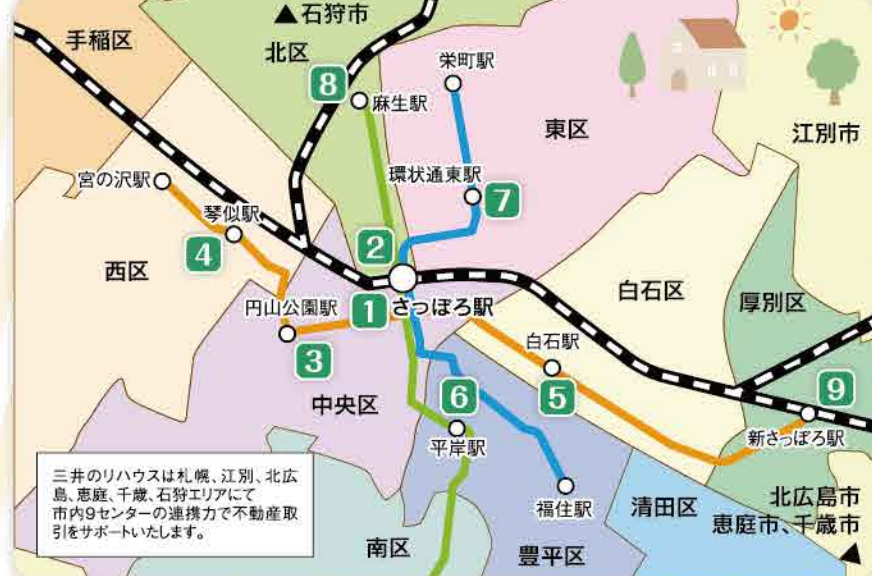 ▲石狩市
手稲区
北区
栄町駅
8
麻生駅
東区
江別市
環状通東駅
宮の沢駅
7
琴似駅
2
4
西区
白石区
厚別区
円山公園駅
1
さっぽろ駅
白石駅
3
5
9
中央区
6
新さっぽろ駅
平岸駅
三井のリハウスは札幌、江別、北広
島、恵庭、千歳、石狩エリアにて
市内9センターの連携力で不動産取
引をサポートいたします。
福住駅
清田区
北広島市
恵庭市、千歳市
南区
豊平区